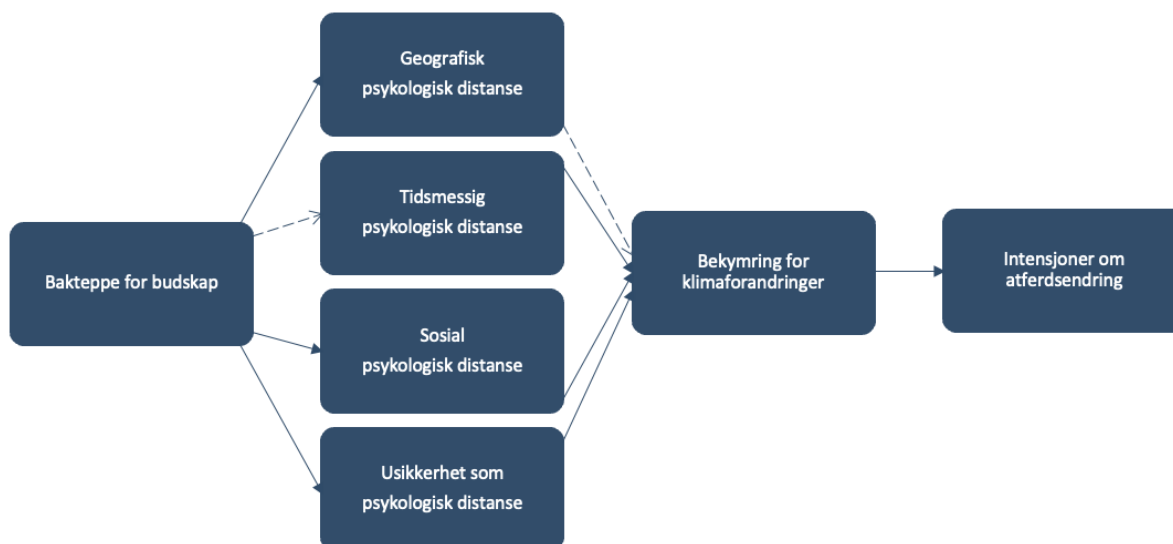 Geografisk
psykologisk distanse
Tidsmessig
psykologisk distanse
Bakteppe for budskap
Sosial
psykologisk distanse
Usikkerhet som
psykologisk distanse
Bekymring for
klimaforandringer
Intensjoner om
atferdsendring